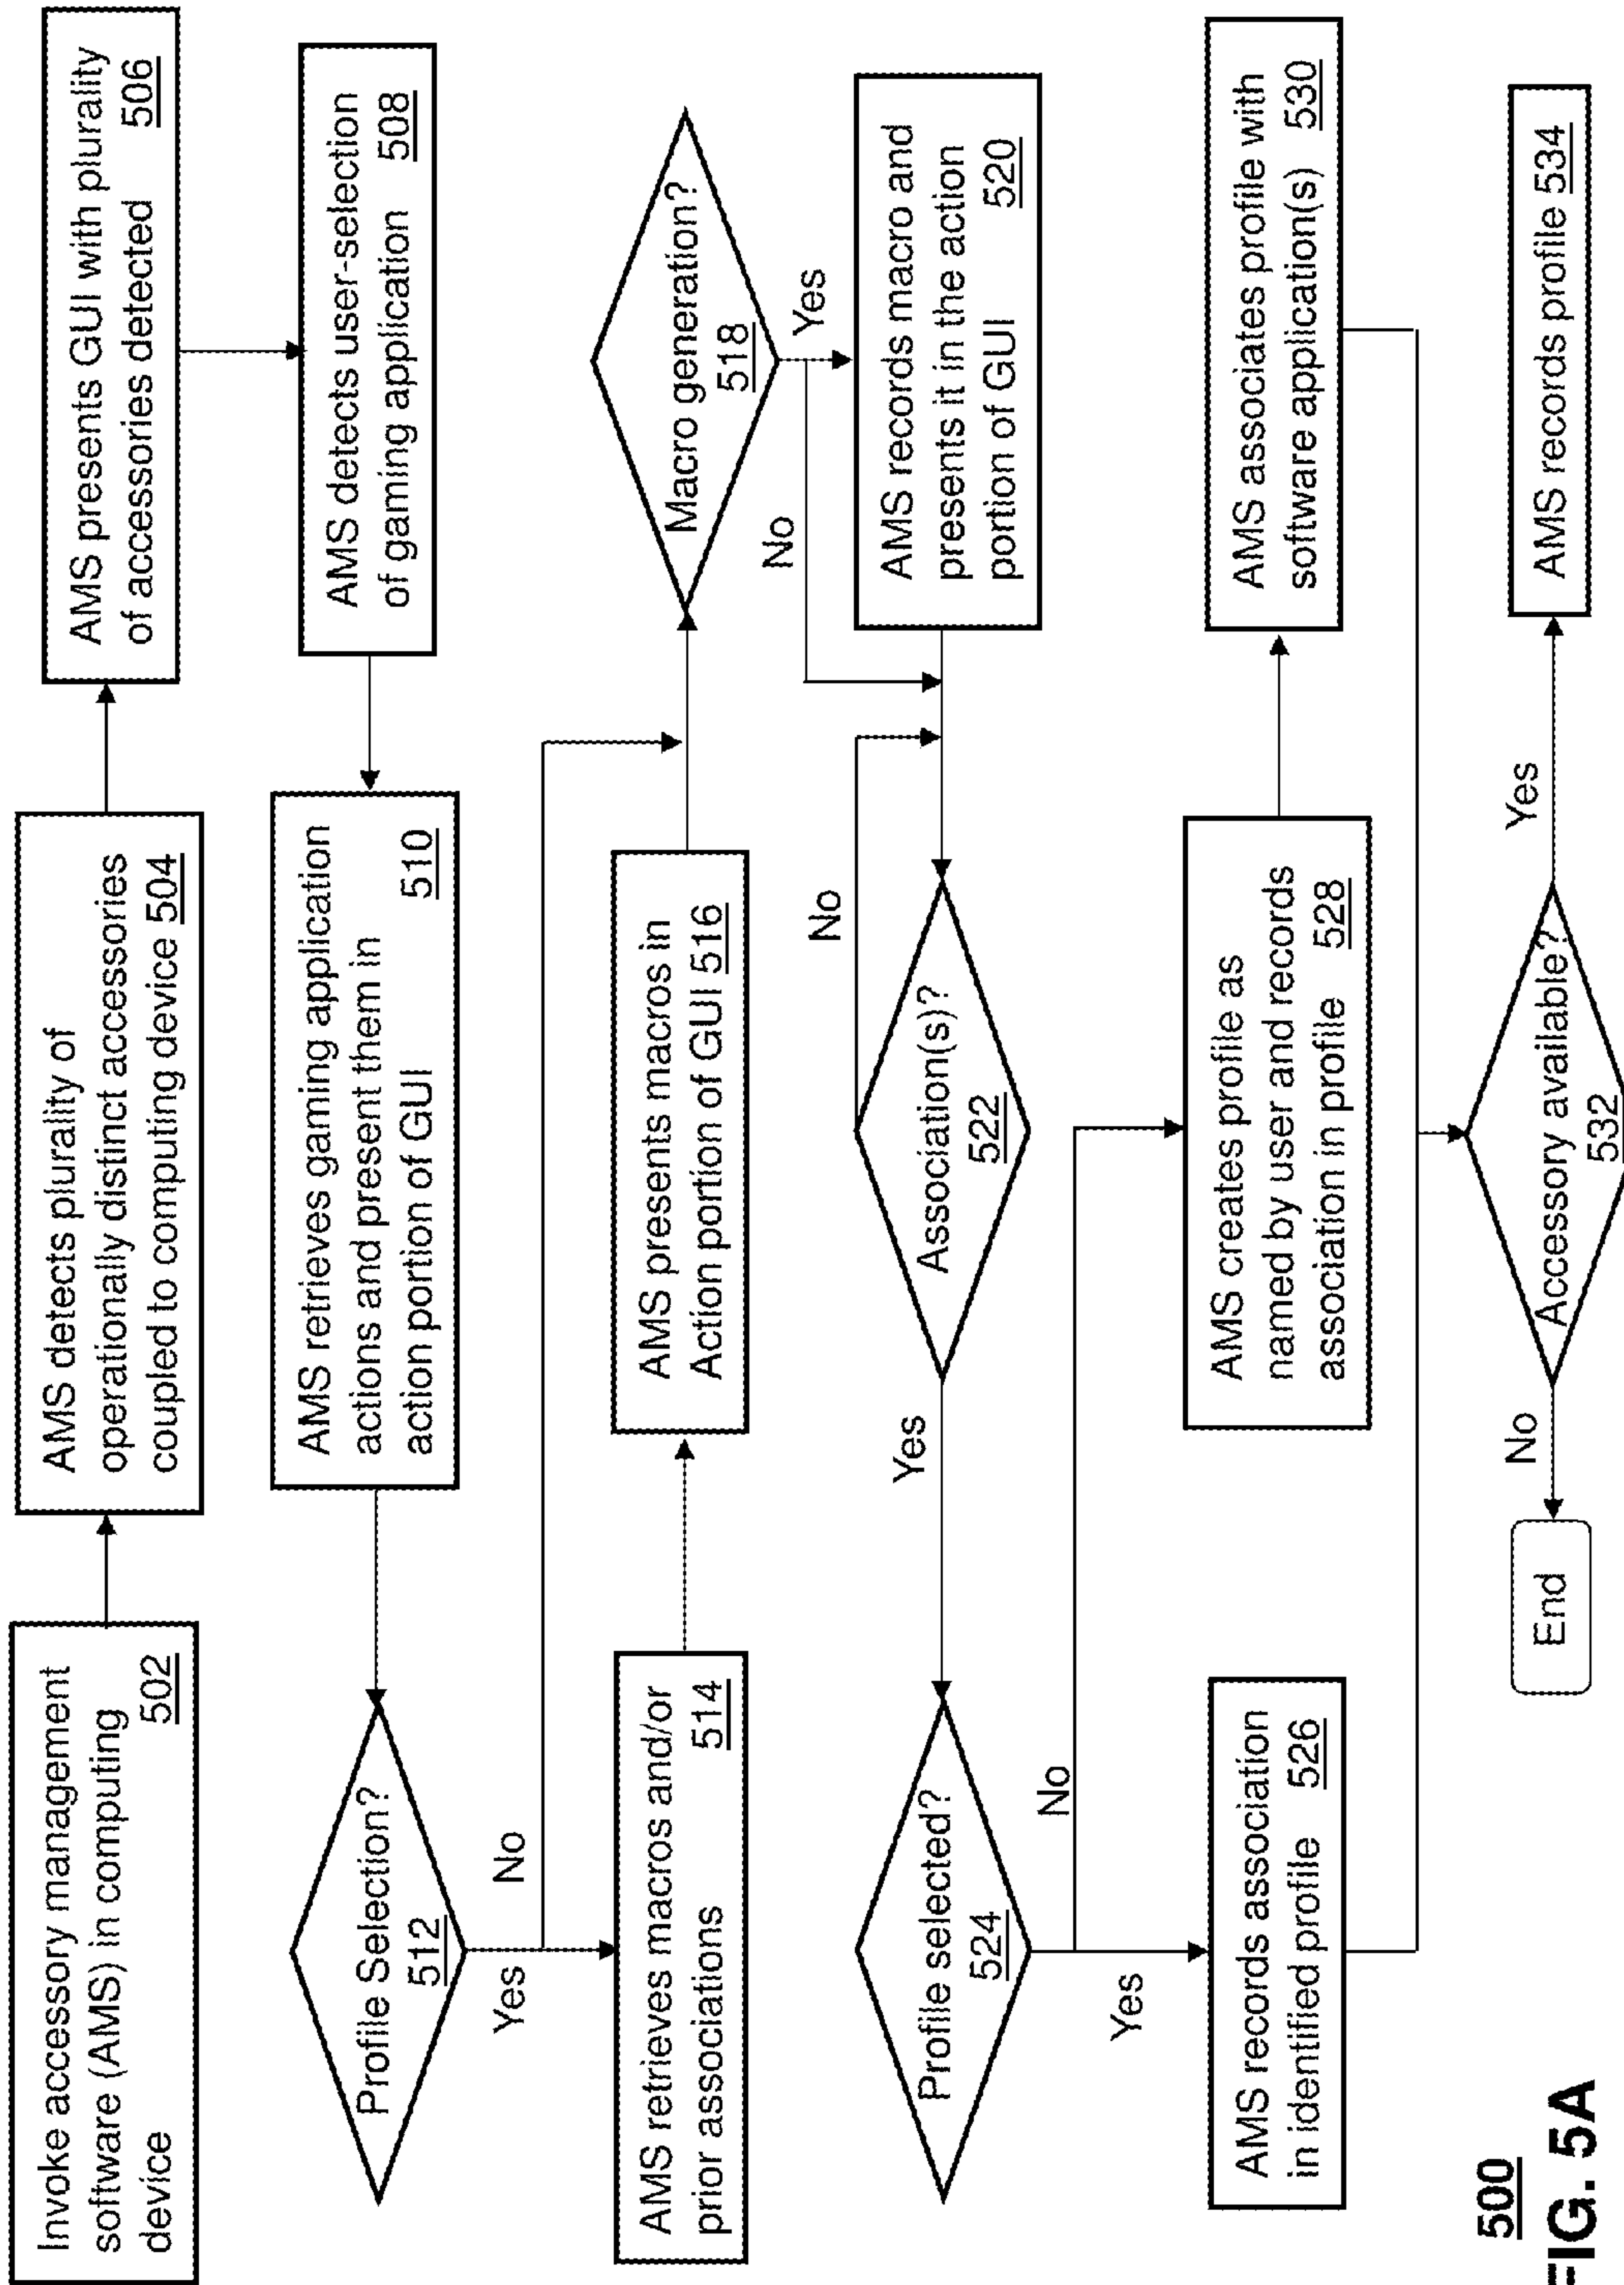 Invoke accessory management
software (AMS) in computing
device 502
AMS detects plurality of
operationally distinct accessories
coupled to computing device 504
AMS presents GUI with plurality
of accessories detected 506
AMS detects user-selection
of gaming application 508
AMS retrieves gaming application
actions and present them in
action portion of GUI 510
Profile Selection?
512
Yes
No
AMS retrieves macros and/or
prior associations 514
AMS presents macros in
Action portion of GUI 516
Macro generation?
518
No
Yes
AMS records macro and
presents it in the action
portion of GUI 520
Association(s)?
522
No
Yes
Profile selected?
524
Yes
No
AMS records association
in identified profile 526
AMS creates profile as
named by user and records
association in profile 528
AMS associates profile with
software application(s) 530
Accessory available?
532
No
Yes
End
AMS records profile 534
500
FIG. 5A